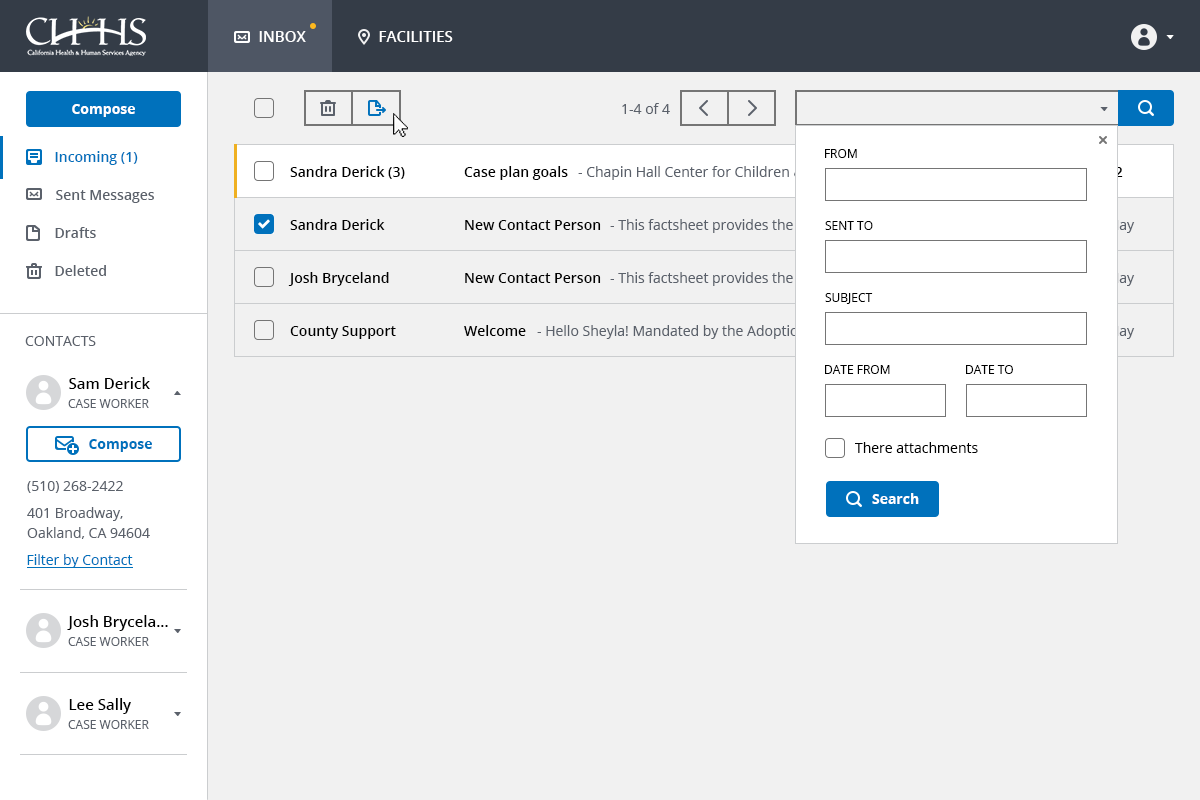 CHHS
California Health & Human Services Agency
INBOX
FACILITIES
Compose
Incoming (1)
Sent Messages
Drafts
Deleted
CONTACTS
Sam Derick
CASE WORKER
Compose
(510) 268-2422
401 Broadway,
Oakland, CA 94604
Filter by Contact
Josh Brycela...
CASE WORKER
Lee Sally
CASE WORKER
1-4 of 4
Sandra Derick (3) Case plan goals - Chapin Hall Center for Children 2
Sandra Derick New Contact Person - This factsheet provides the ay
Josh Bryceland New Contact Person - This factsheet provides the ay
County Support Welcome - Hello Sheyla! Mandated by the Adoptic ay
×
FROM
SENT TO
SUBJECT
DATE FROM DATE TO
There attachments
Search